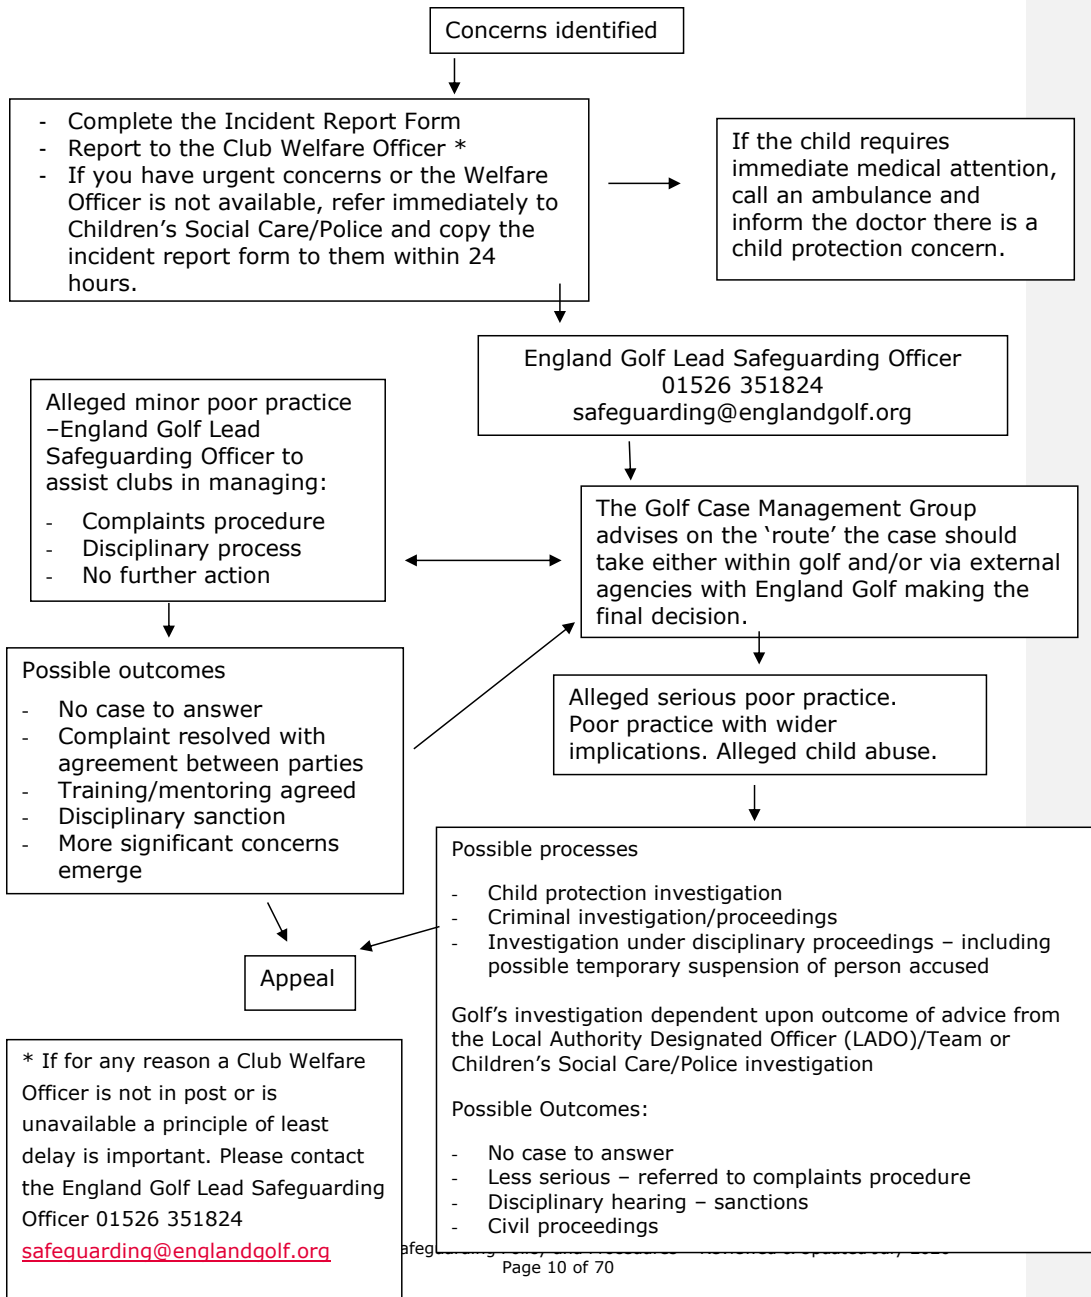 Concerns identified
- Complete the Incident Report Form
- Report to the Club Welfare Officer *
- If you have urgent concerns or the Welfare
Officer is not available, refer immediately to
Children’s Social Care/Police and copy the
incident report form to them within 24
hours.
If the child requires
immediate medical attention,
call an ambulance and
inform the doctor there is a
child protection concern.
England Golf Lead Safeguarding Officer
01526 351824
safeguarding@englandgolf.org
Alleged minor poor practice
–England Golf Lead
Safeguarding Officer to
assist clubs in managing:
- Complaints procedure
- Disciplinary process
- No further action
The Golf Case Management Group
advises on the ‘route’ the case should
take either within golf and/or via external
agencies with England Golf making the
final decision.
Possible outcomes
- No case to answer
- Complaint resolved with
agreement between parties
- Training/mentoring agreed
- Disciplinary sanction
- More significant concerns
emerge
Alleged serious poor practice.
Poor practice with wider
implications. Alleged child abuse.
Possible processes
- Child protection investigation
- Criminal investigation/proceedings
- Investigation under disciplinary proceedings – including
possible temporary suspension of person accused
Golf’s investigation dependent upon outcome of advice from
the Local Authority Designated Officer (LADO)/Team or
Children’s Social Care/Police investigation
Possible Outcomes:
- No case to answer
- Less serious – referred to complaints procedure
- Disciplinary hearing – sanctions
- Civil proceedings
Appeal
* If for any reason a Club Welfare
Officer is not in post or is
unavailable a principle of least
delay is important. Please contact
the England Golf Lead Safeguarding
Officer 01526 351824
safeguarding@englandgolf.org
Page 10 of 70